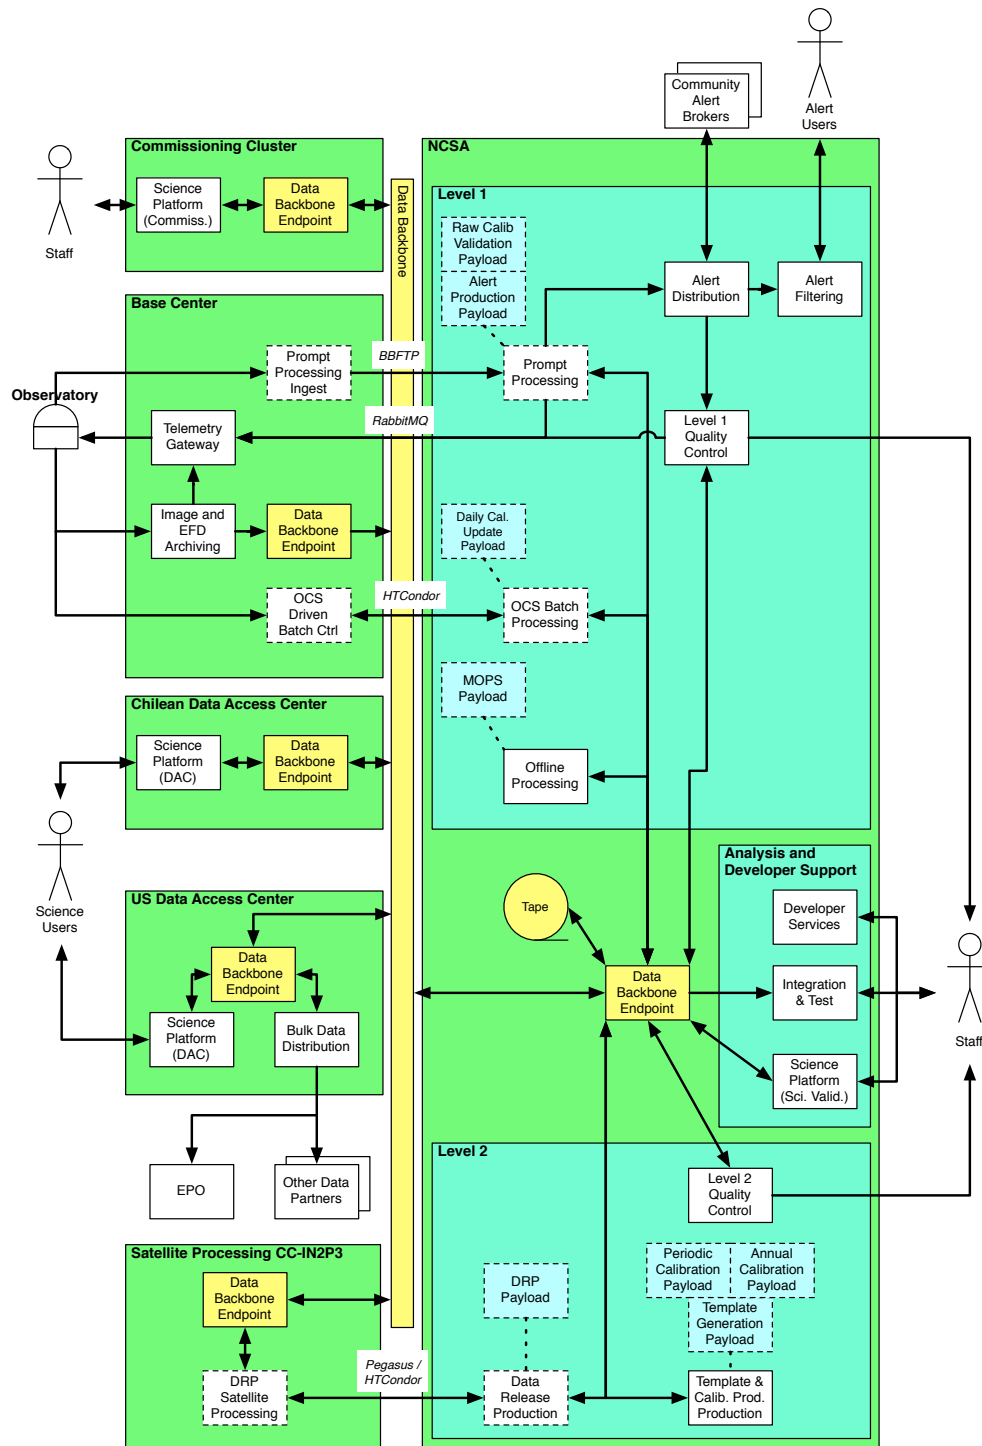 Community
Alert
Brokers
Alert
Users
Commissioning Cluster
Staff
Science
Platform
(Commiss.)
Data
Backbone
Endpoint
Data Backbone
NCSA
Level 1
Raw Calib
Validation
Payload
Alert
Production
Payload
Alert
Distribution
Alert
Filtering
Base Center
Observatory
Prompt
Processing
Ingest
BBFTP
Prompt
Processing
RabbitMQ
Telemetry
Gateway
Level 1
Quality
Control
Image and
EFD
Archiving
Data
Backbone
Endpoint
Daily Cal.
Update
Payload
OCS
Driven
Batch Ctrl
HTCondor
OCS Batch
Processing
MOPS
Payload
Offline
Processing
Chilean Data Access Center
Science
Platform
(DAC)
Data
Backbone
Endpoint
Science
Users
US Data Access Center
Data
Backbone
Endpoint
Science
Platform
(DAC)
Bulk Data
Distribution
EPO
Other Data
Partners
Tape
Data
Backbone
Endpoint
Analysis and
Developer Support
Developer
Services
Integration
& Test
Science
Platform
(Sci. Valid.)
Staff
Level 2
Level 2
Quality
Control
Periodic
Calibration
Payload
Annual
Calibration
Payload
Template
Generation
Payload
DRP
Payload
Data
Release
Production
Template &
Calib. Prod.
Production
Satellite Processing CC-IN2P3
Data
Backbone
Endpoint
DRP
Satellite
Processing
Pegasus /
HTCondor